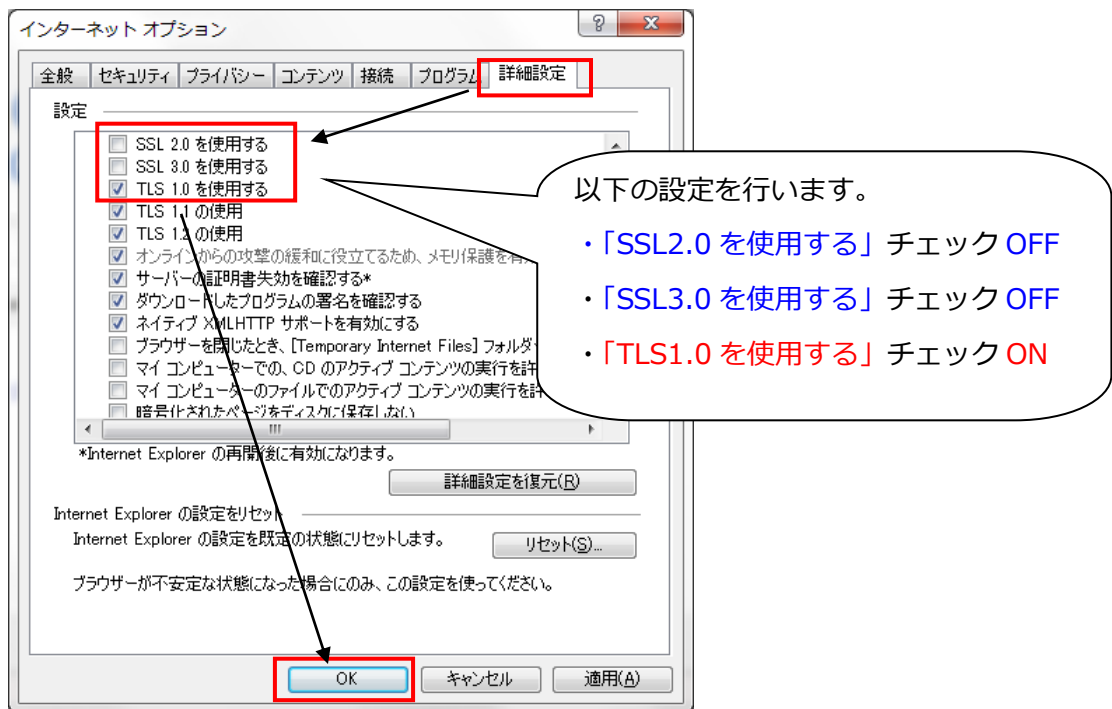 インターネット オプション
全般 セキュリティ プライバシー コンテンツ 接続 プログラム 詳細設定
設定
SSL 2.0 を使用する
SSL 3.0 を使用する
TLS 1.0 を使用する
TLS 1.1 の使用
TLS 1.2 の使用
オンラインからの攻撃の緩和に役立てるため、メモリ保護を有
サーバーの証明書失効を確認する*
ダウンロードしたプログラムの署名を確認する
ネイティブ XMLHTTP サポートを有効にする
ブラウザーを閉じたとき、[Temporary Internet Files] フォルダ
マイ コンピューターでの、CD のアクティブ コンテンツの実行を許
マイ コンピューターのファイルでのアクティブ コンテンツの実行を許
暗号化されたページをディスクに保存しない
*Internet Explorer の再開後に有効になります。
詳細設定を復元(R)
Internet Explorer の設定をリセット
Internet Explorer の設定を既定の状態にリセットします。
リセット(S)...
ブラウザーが不安定な状態になった場合にのみ、この設定を使ってください。
OK キャンセル 適用(A)
以下の設定を行います。
・「SSL2.0 を使用する」チェック OFF
・「SSL3.0 を使用する」チェック OFF
・「TLS1.0 を使用する」チェック ON